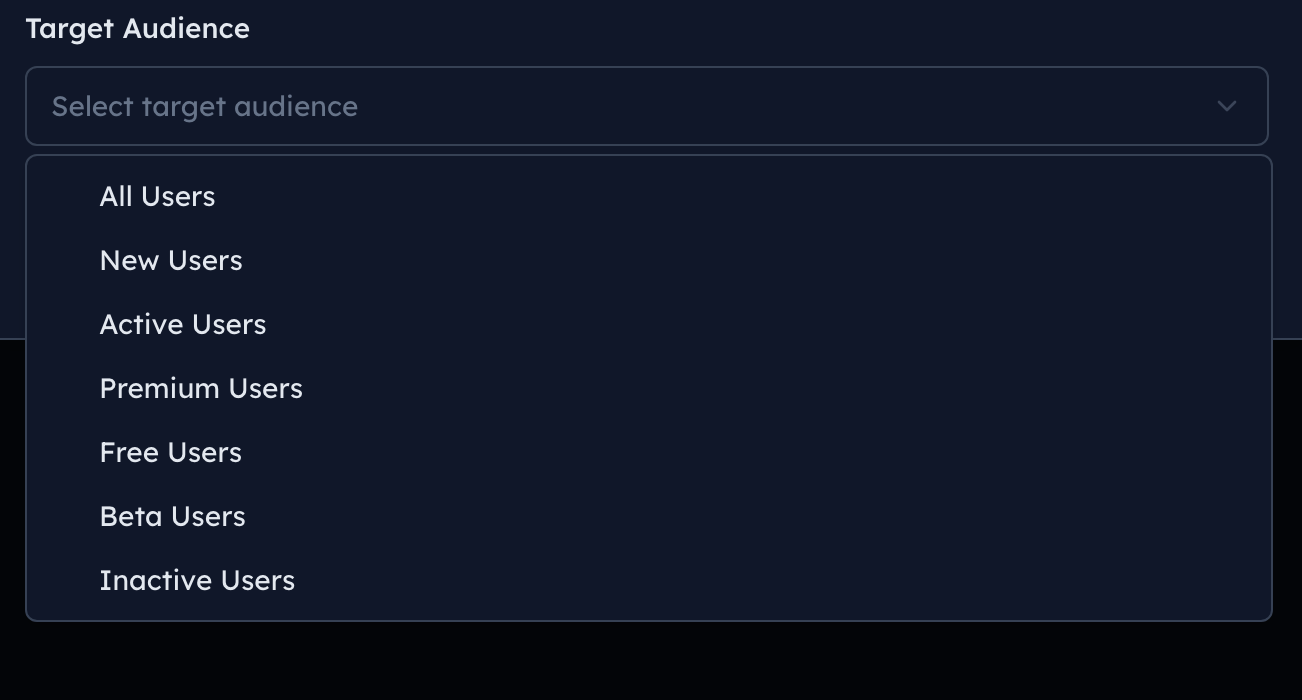 Target Audience
Select target audience
All Users
New Users
Active Users
Premium Users
Free Users
Beta Users
Inactive Users